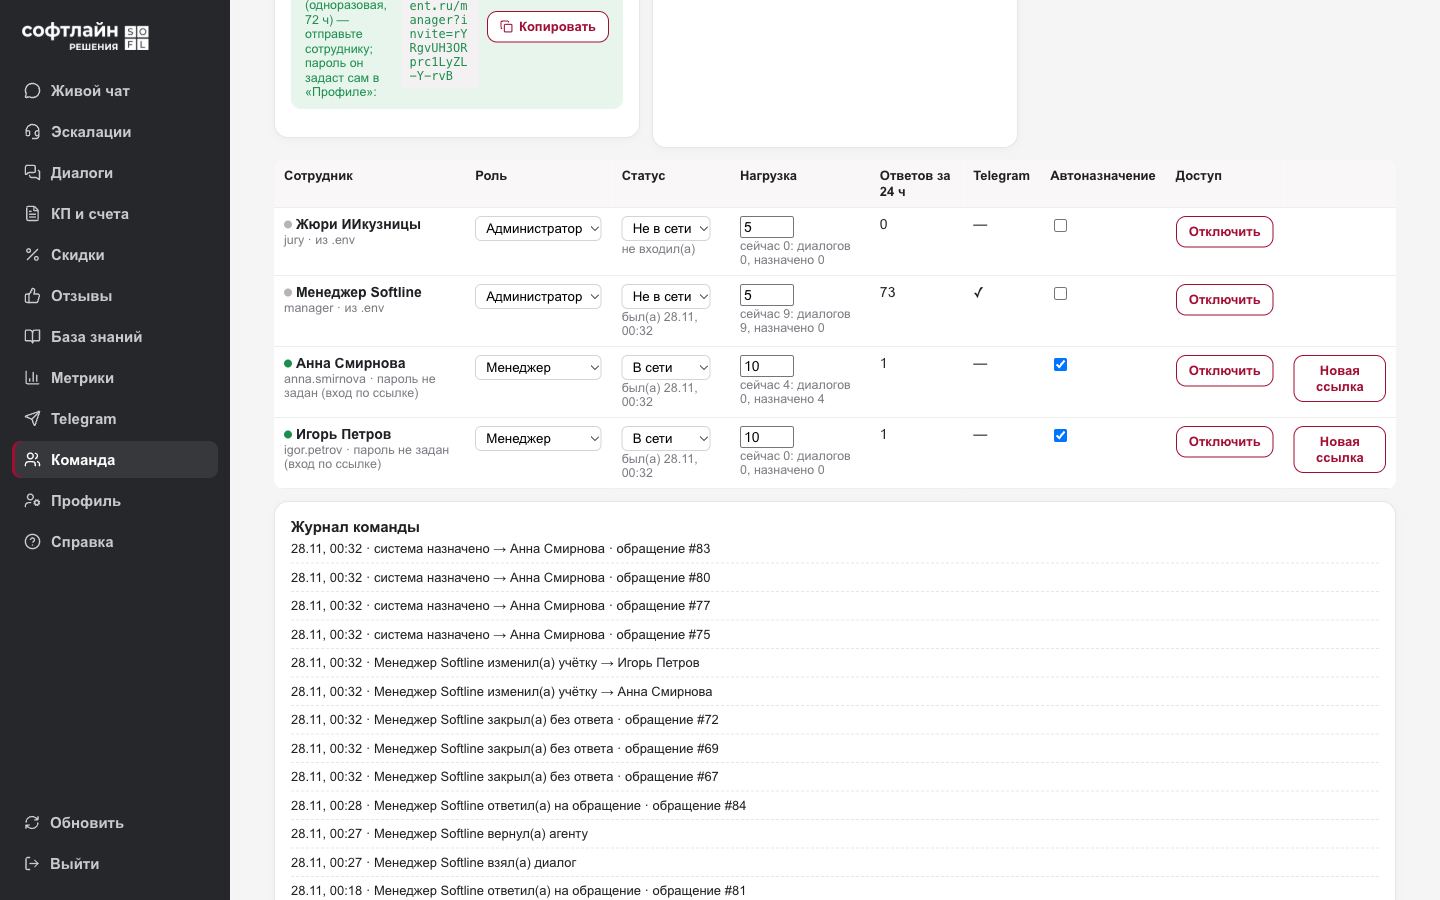 софтлайн
РЕШЕНИЯ
SO
FL
Живой чат
Эскалации
Диалоги
КП и счета
Скидки
Отзывы
База знаний
Метрики
Telegram
Команда
Профиль
Справка
Обновить
Выйти
(одноразовая,
72 ч) —
отправьте
сотруднику;
пароль он
задаст сам в
«Профиле»:
ent.ru/m
anager?i
nvite=rY
RgvUH3OR
prc1LyZL
-Y-rvB
Копировать
Сотрудник Роль Статус Нагрузка Ответов за 24 ч Telegram Автоназначение Доступ
Жюри ИИкузницы Администратор Не в сети 5 0 — Отключить
jury · из .env не входил(а) сейчас 0: диалогов
0, назначено 0
Менеджер Softline Администратор Не в сети 5 73 ✓ Отключить
manager · из .env был(а) 28.11, сейчас 9: диалогов
00:32 9, назначено 0
Анна Смирнова Менеджер В сети 10 1 — Отключить Новая ссылка
anna.smirnova · пароль не был(а) 28.11, сейчас 4: диалогов
задан (вход по ссылке) 00:32 0, назначено 4
Игорь Петров Менеджер В сети 10 1 — Отключить Новая ссылка
igor.petrov · пароль не задан был(а) 28.11, сейчас 0: диалогов
(вход по ссылке) 00:32 0, назначено 0
Журнал команды
28.11, 00:32 · система назначено → Анна Смирнова · обращение #83
28.11, 00:32 · система назначено → Анна Смирнова · обращение #80
28.11, 00:32 · система назначено → Анна Смирнова · обращение #77
28.11, 00:32 · система назначено → Анна Смирнова · обращение #75
28.11, 00:32 · Менеджер Softline изменил(а) учётку → Игорь Петров
28.11, 00:32 · Менеджер Softline изменил(а) учётку → Анна Смирнова
28.11, 00:32 · Менеджер Softline закрыл(а) без ответа · обращение #72
28.11, 00:32 · Менеджер Softline закрыл(а) без ответа · обращение #69
28.11, 00:32 · Менеджер Softline закрыл(а) без ответа · обращение #67
28.11, 00:28 · Менеджер Softline ответил(а) на обращение · обращение #84
28.11, 00:27 · Менеджер Softline вернул(а) агенту
28.11, 00:27 · Менеджер Softline взял(а) диалог
28.11, 00:18 · Менеджер Softline ответил(а) на обращение · обращение #81